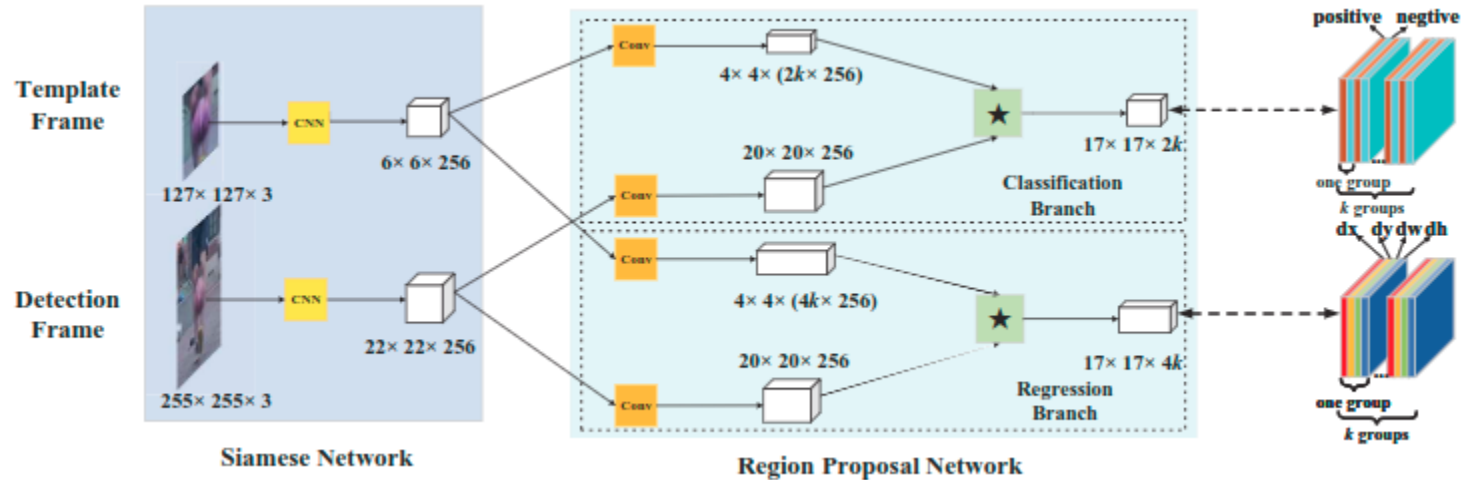 Template
Frame
127× 127× 3
CNN
6× 6× 256
Detection
Frame
255× 255× 3
CNN
22× 22× 256
Siamese Network
Conv
4× 4× (2k× 256)
★
17× 17× 2k
Conv
20× 20× 256
Classification
Branch
Conv
4× 4× (4k× 256)
★
17× 17× 4k
Conv
20× 20× 256
Regression
Branch
Region Proposal Network
positive negtive
...
one group
k groups
dx dy dw dh
...
one group
k groups